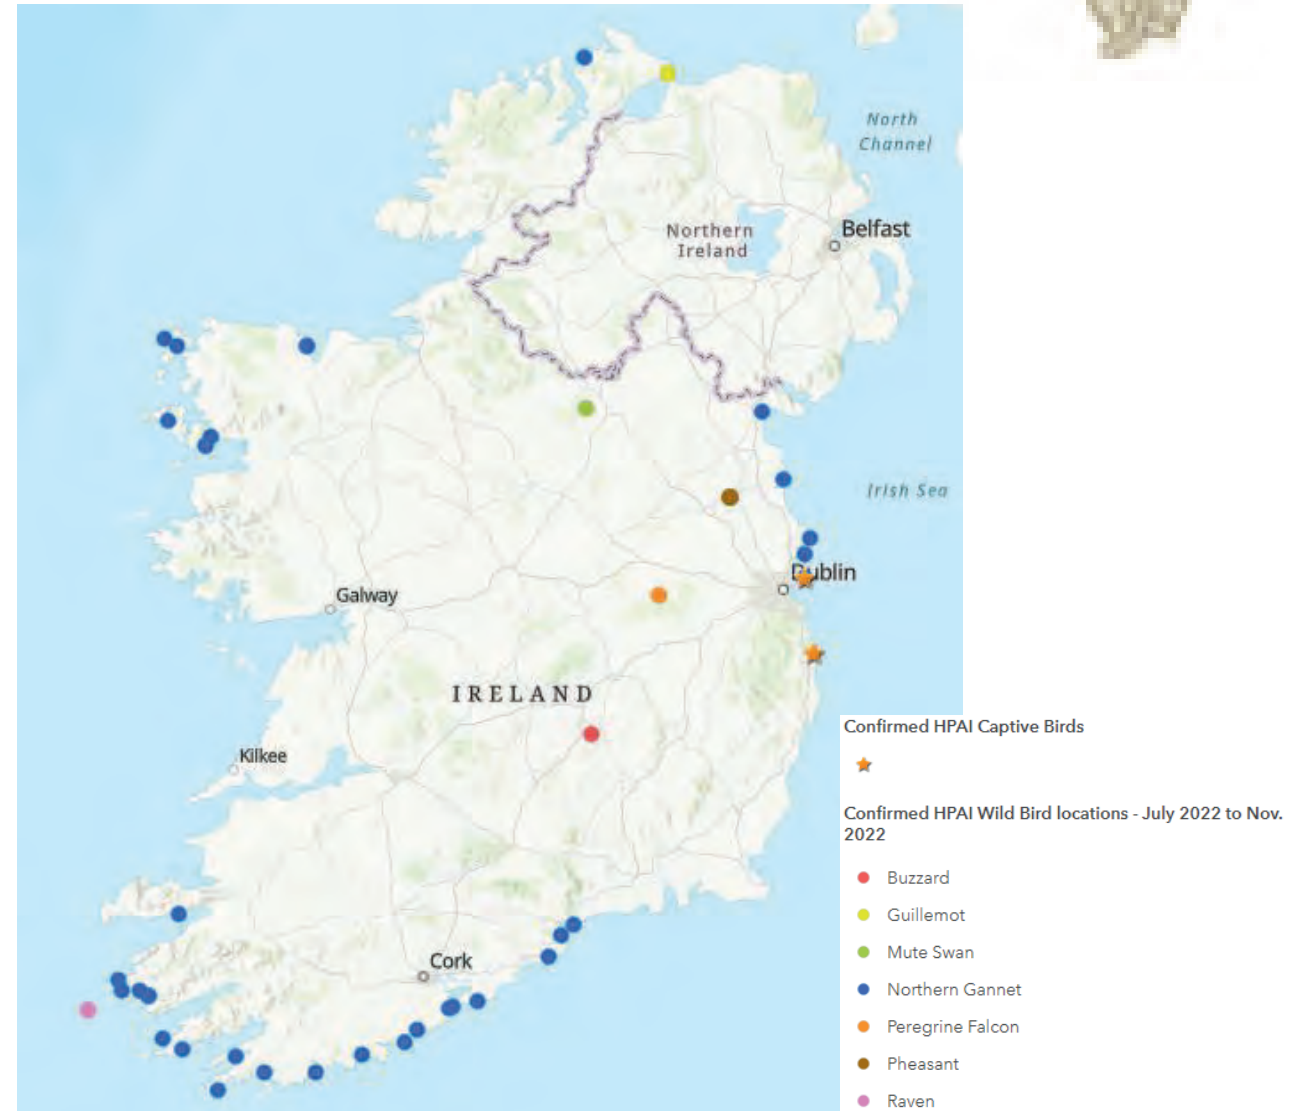 North
Channel
Northern
Ireland
Belfast
Irish Sea
Dublin
Galway
IRELAND
Kilkee
Cork
Confirmed HPAI Captive Birds
Confirmed HPAI Wild Bird locations - July 2022 to Nov.
2022
Buzzard
Guillemot
Mute Swan
Northern Gannet
Peregrine Falcon
Pheasant
Raven